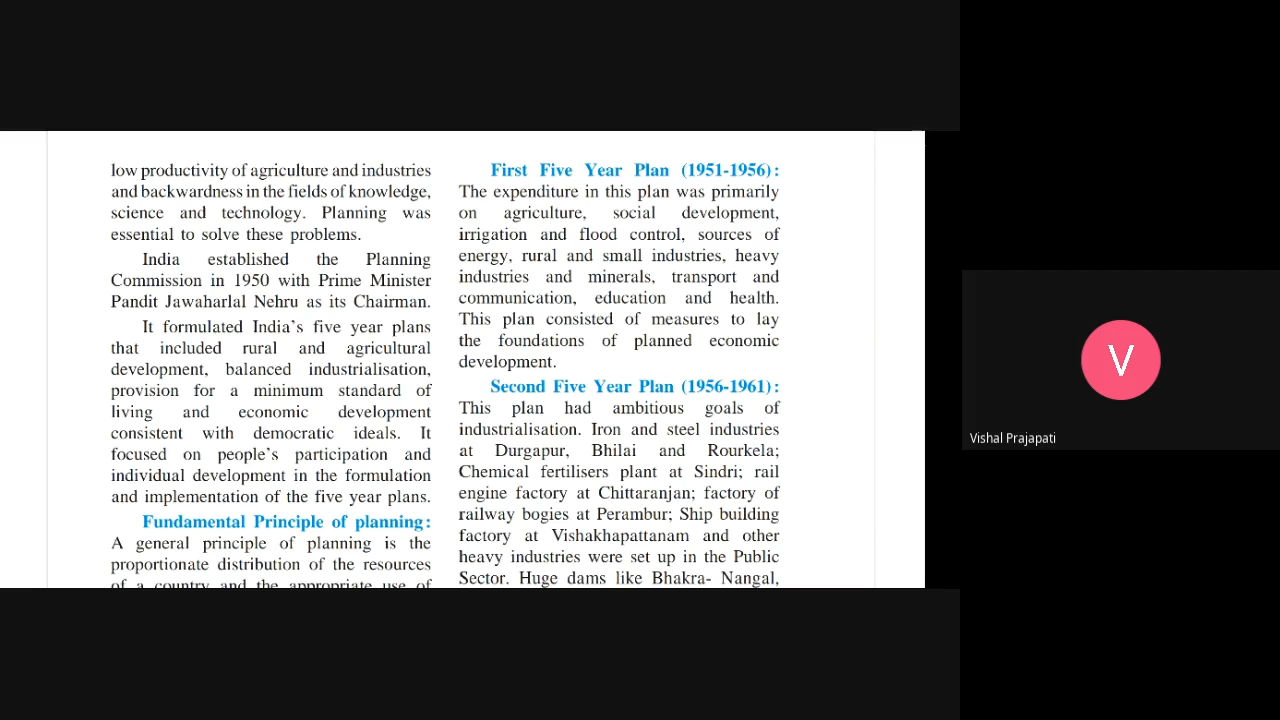 low productivity of agriculture and industries
and backwardness in the fields of knowledge,
science and technology. Planning was
essential to solve these problems.
India established the Planning
Commission in 1950 with Prime Minister
Pandit Jawaharlal Nehru as its Chairman.
It formulated India's five year plans
that included rural and agricultural
development, balanced industrialisation,
provision for a minimum standard of
living and economic development
consistent with democratic ideals. It
focused on people's participation and
individual development in the formulation
and implementation of the five year plans.
Fundamental Principle of planning:
A general principle of planning is the
proportionate distribution of the resources
of a country and the appropriate use of
First Five Year Plan (1951-1956):
The expenditure in this plan was primarily
on agriculture, social development,
irrigation and flood control, sources of
energy, rural and small industries, heavy
industries and minerals, transport and
communication, education and health.
This plan consisted of measures to lay
the foundations of planned economic
development.
Second Five Year Plan (1956-1961):
This plan had ambitious goals of
industrialisation. Iron and steel industries
at Durgapur, Bhilai and Rourkela;
Chemical fertilisers plant at Sindri; rail
engine factory at Chittaranjan; factory of
railway bogies at Perambur; Ship building
factory at Vishakhapattanam and other
heavy industries were set up in the Public
Sector. Huge dams like Bhakra- Nangal,
V
Vishal Prajapati